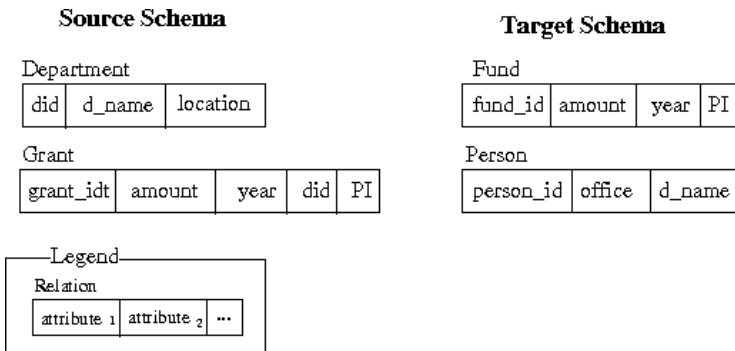 Source Schema
Target Schema
Department
did d_name location
Grant
grant_idt amount year did PI
Fund
fund_id amount year PI
Person
person_id office d_name
Legend
Relation
attribute 1 attribute 2 ...